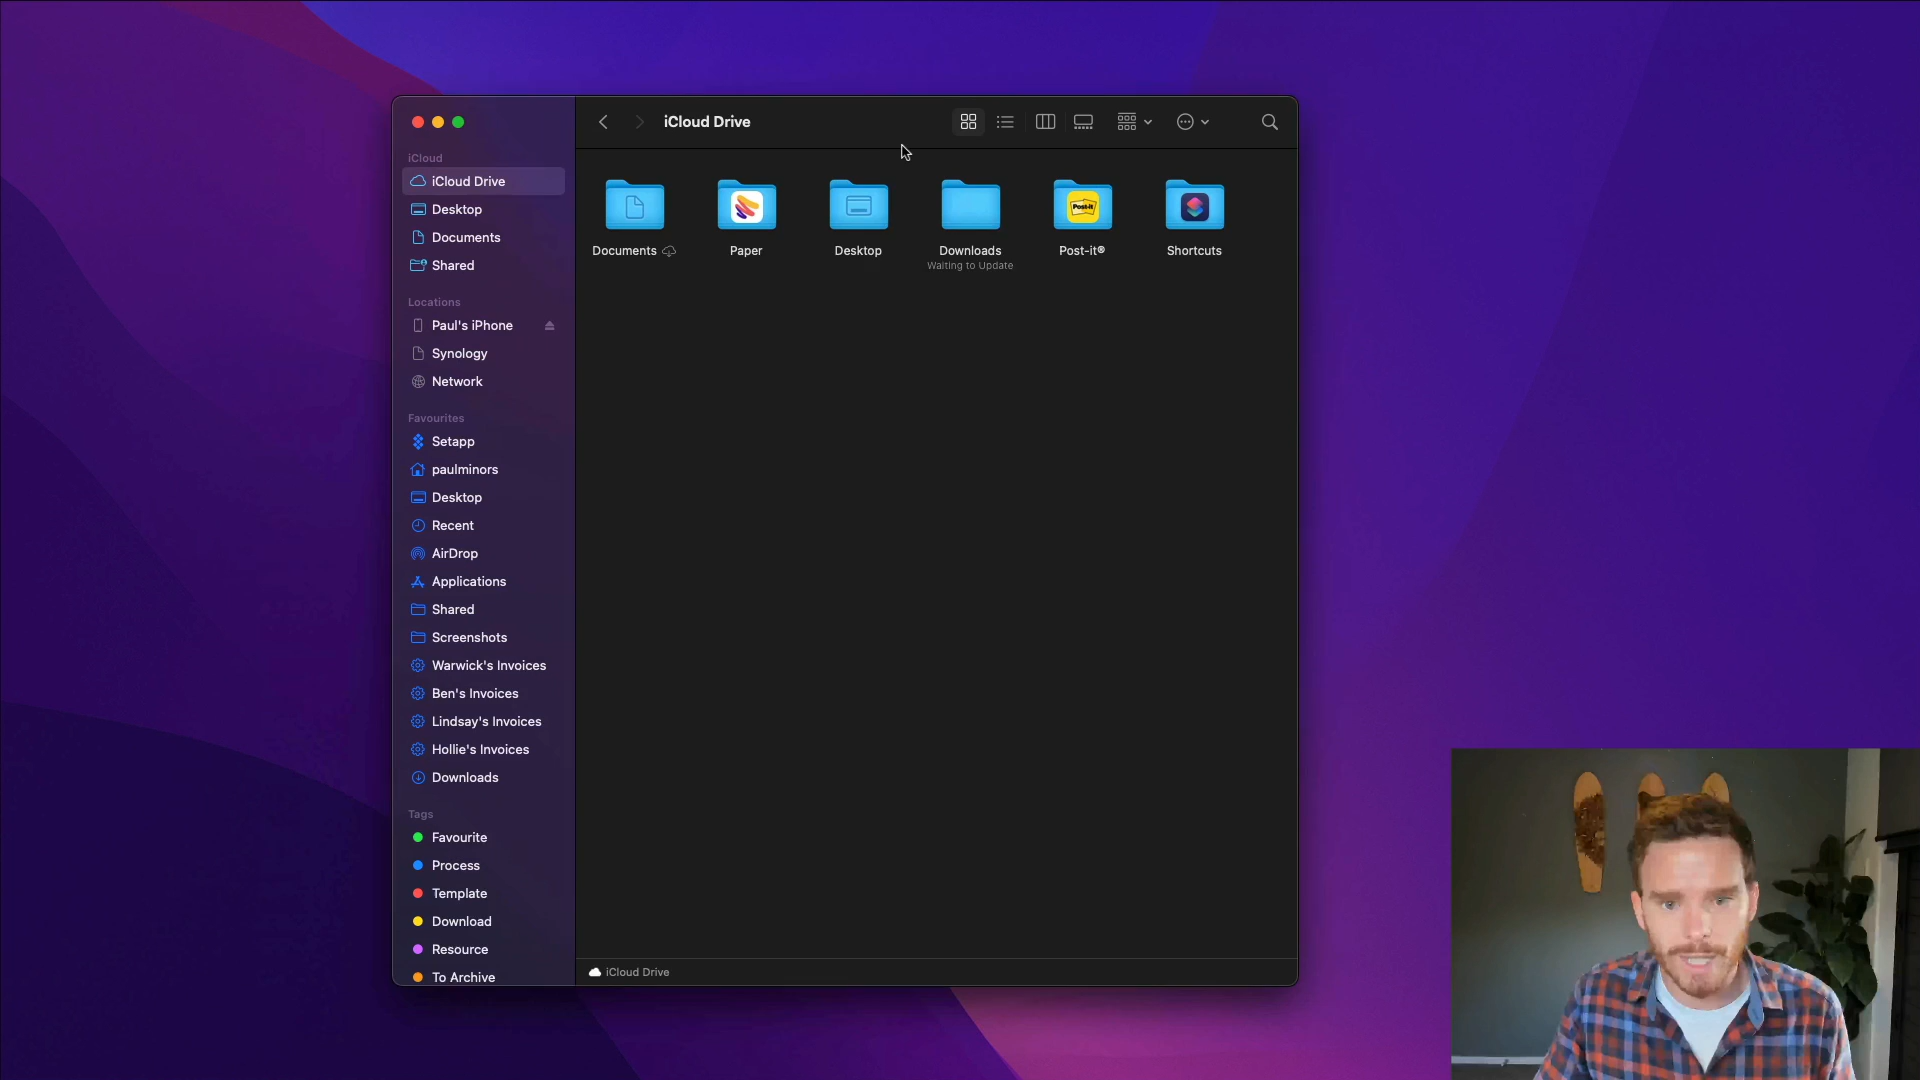 iCloud
iCloud Drive
Desktop
Documents
Shared
Locations
Paul's iPhone
Synology
Network
Favourites
Setapp
paulminors
Desktop
Recent
AirDrop
Applications
Shared
Screenshots
Warwick's Invoices
Ben's Invoices
Lindsay's Invoices
Hollie's Invoices
Downloads
Tags
Favourite
Process
Template
Download
Resource
To Archive
iCloud Drive
Post-it
Documents
Paper
Desktop
Downloads
Waiting to Update
Post-it®
Shortcuts
iCloud Drive